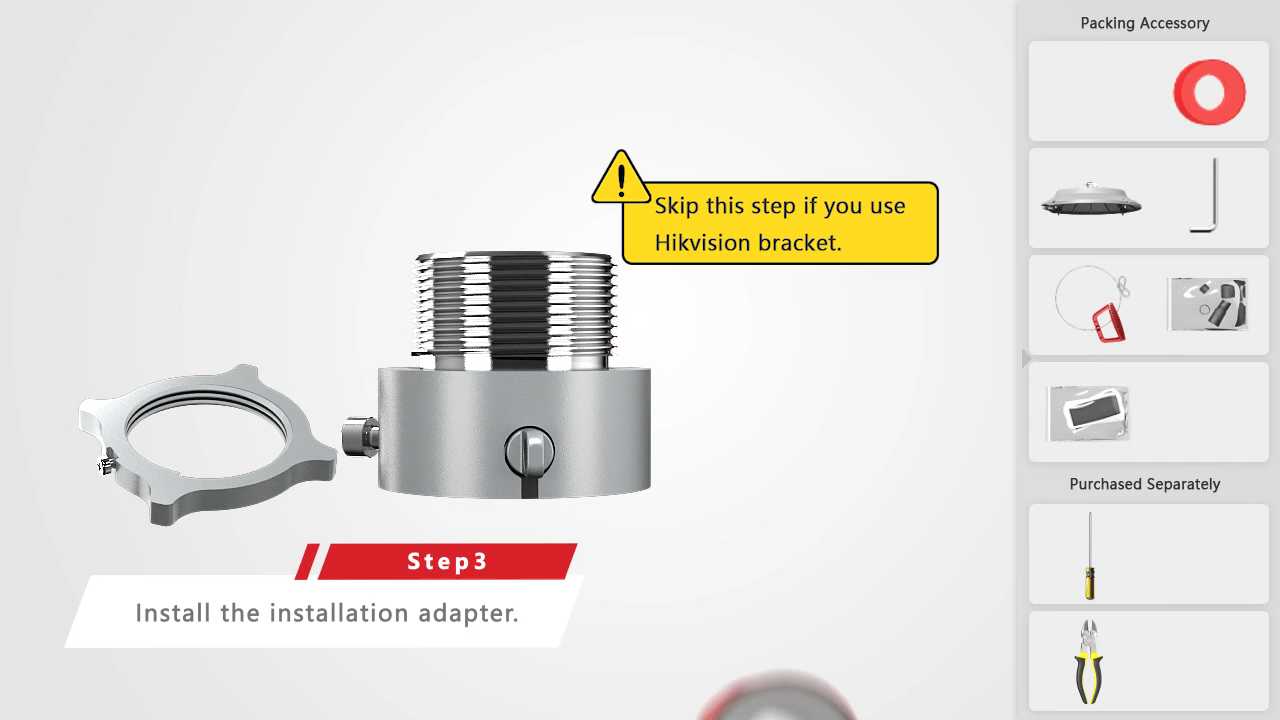 Packing Accessory
Skip this step if you use
Hikvision bracket.
Step3
Install the installation adapter.
Purchased Separately